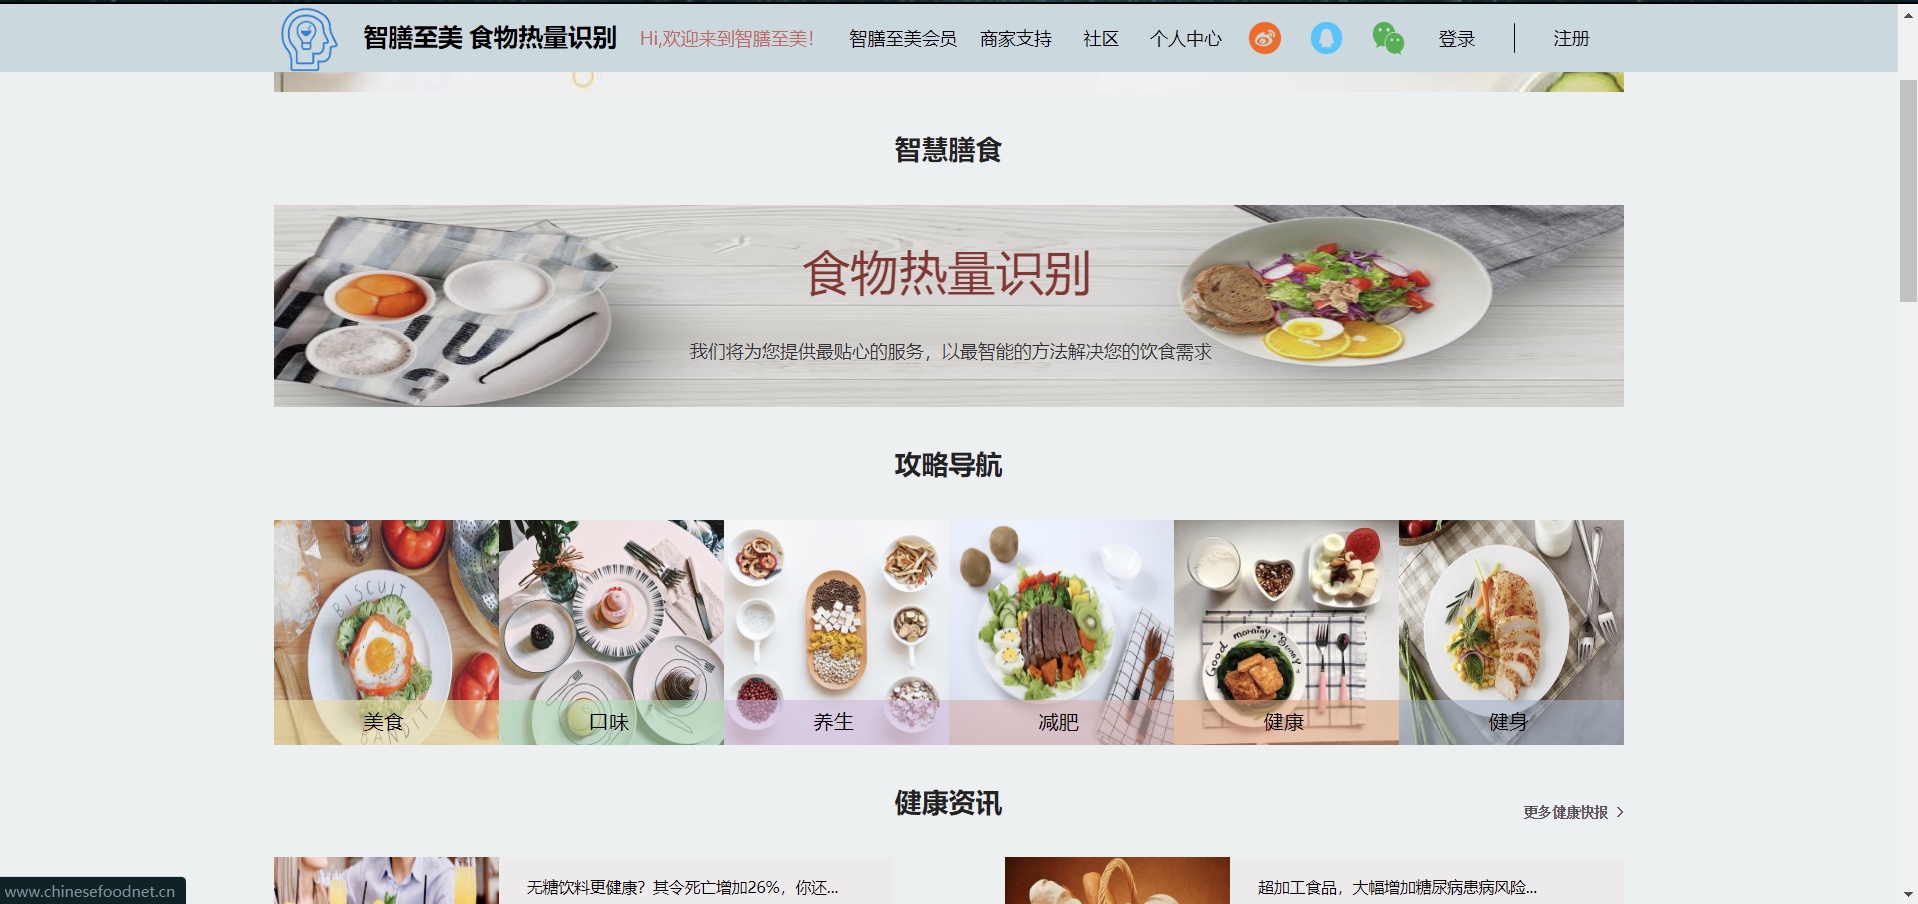 智膳至美 食物热量识别 Hi,欢迎来到智膳至美! 智膳至美会员 商家支持 社区 个人中心 登录 注册
智慧膳食
食物热量识别
我们将为您提供最贴心的服务，以最智能的方法解决您的饮食需求
攻略导航
BISCUIT
BANDIT
Good morning Sunny
美食 口味 养生 减肥 健康 健身
健康资讯
更多健康快报 >
无糖饮料更健康？其令死亡增加26%，你还...
超加工食品，大幅增加糖尿病患病风险...
www.chinesefoodnet.cn